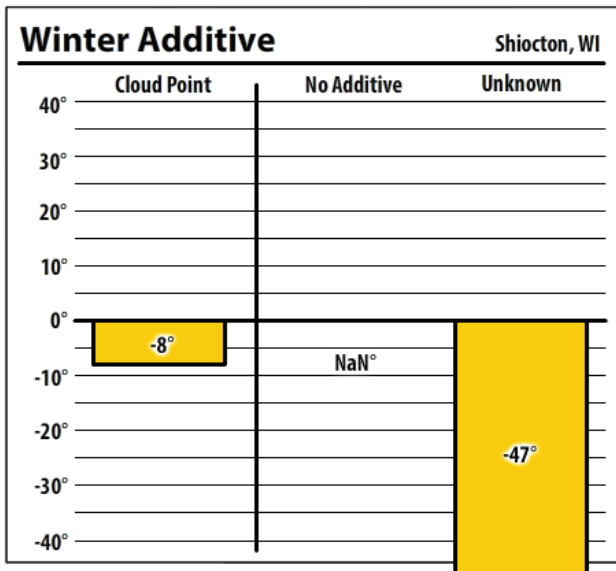 Winter Additive
Shiocton, WI
Cloud Point
No Additive
Unknown
40°
30°
20°
10°
0°
-8°
NaN°
-10°
-20°
-47°
-30°
-40°